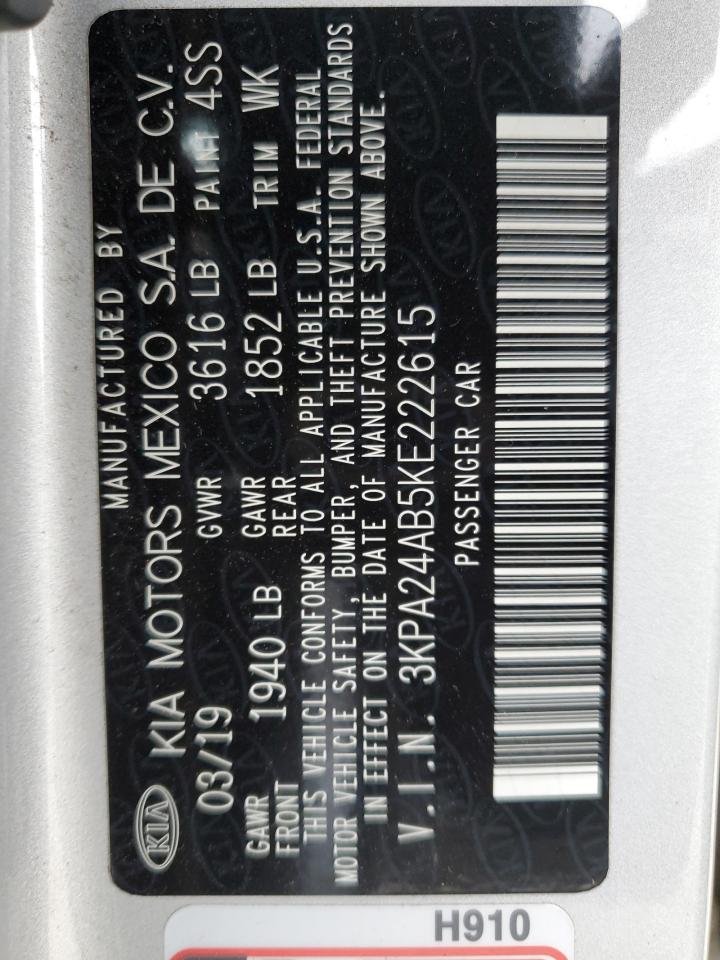 MANUFACTURED BY
KIA KIA MOTORS MEXICO S.A. DE C.V.
03/19 GVWR 3616 LB PAINT 4SS
GAWR FRONT 1940 LB GAWR REAR 1852 LB TRIM WK
THIS VEHICLE CONFORMS TO ALL APPLICABLE U.S.A. FEDERAL
MOTOR VEHICLE SAFETY, BUMPER, AND THEFT PREVENTION STANDARDS
IN EFFECT ON THE DATE OF MANUFACTURE SHOWN ABOVE.
V.I.N. 3KPA24AB5KE222615
PASSENGER CAR
H910